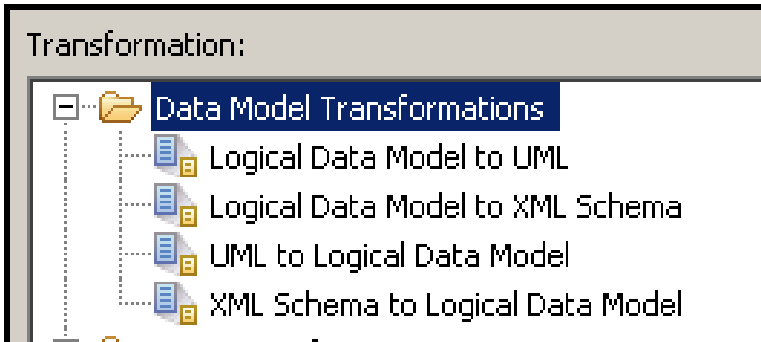 Transformation:
Data Model Transformations
Logical Data Model to UML
Logical Data Model to XML Schema
UML to Logical Data Model
XML Schema to Logical Data Model